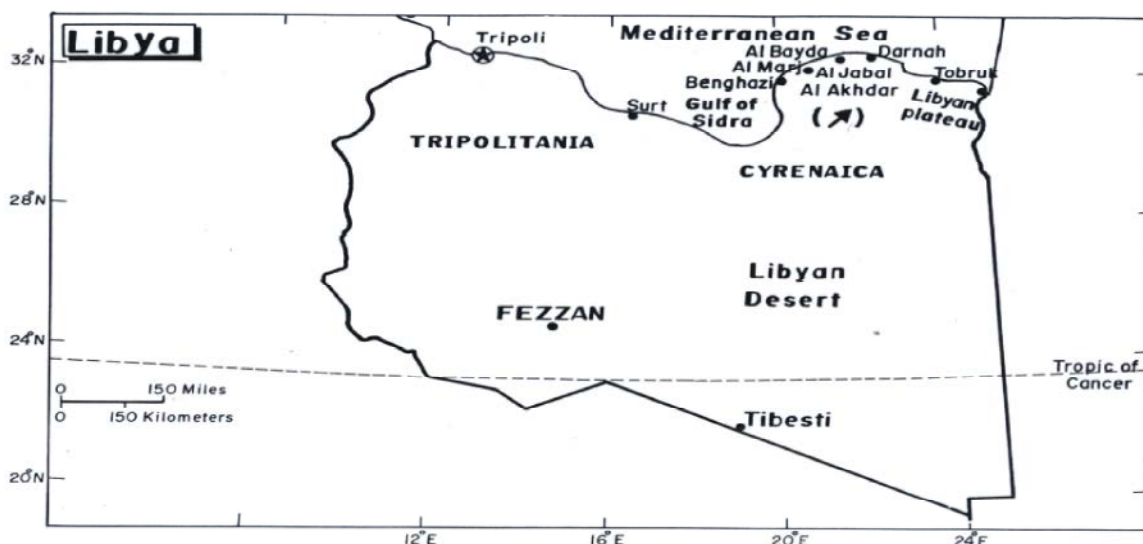 Libya
Mediterranean Sea
Tripoli
Al Bayda
Darnah
Al Marj
Al Jabal
Al Akhdar
Benghazi
Tobruk
Libyan
plateau
Surt
Gulf of
Sidra
( )
TRIPOLITANIA
CYRENAICA
Libyan
Desert
FEZZAN
Tropic of
Cancer
0 150 Miles
0 150 Kilometers
Tibesti
32°N
28°N
24°N
20°N
12°E
16°E
20°E
24°E